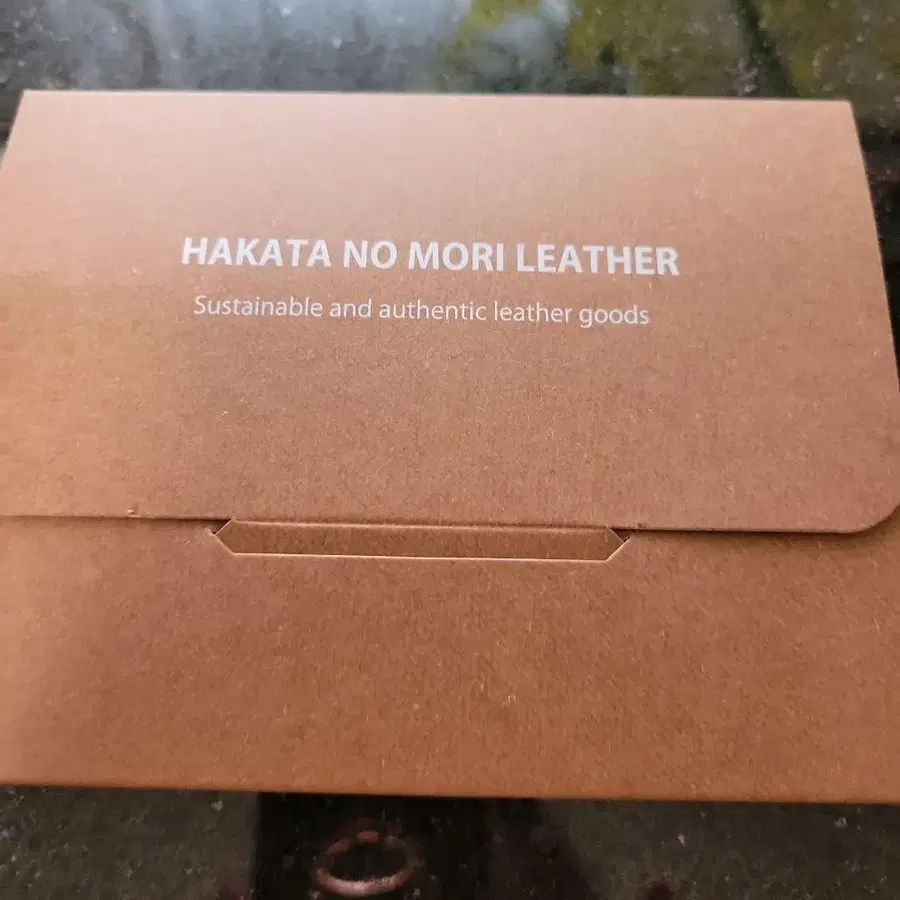 HAKATA NO MORI LEATHER
Sustainable and authentic leather goods